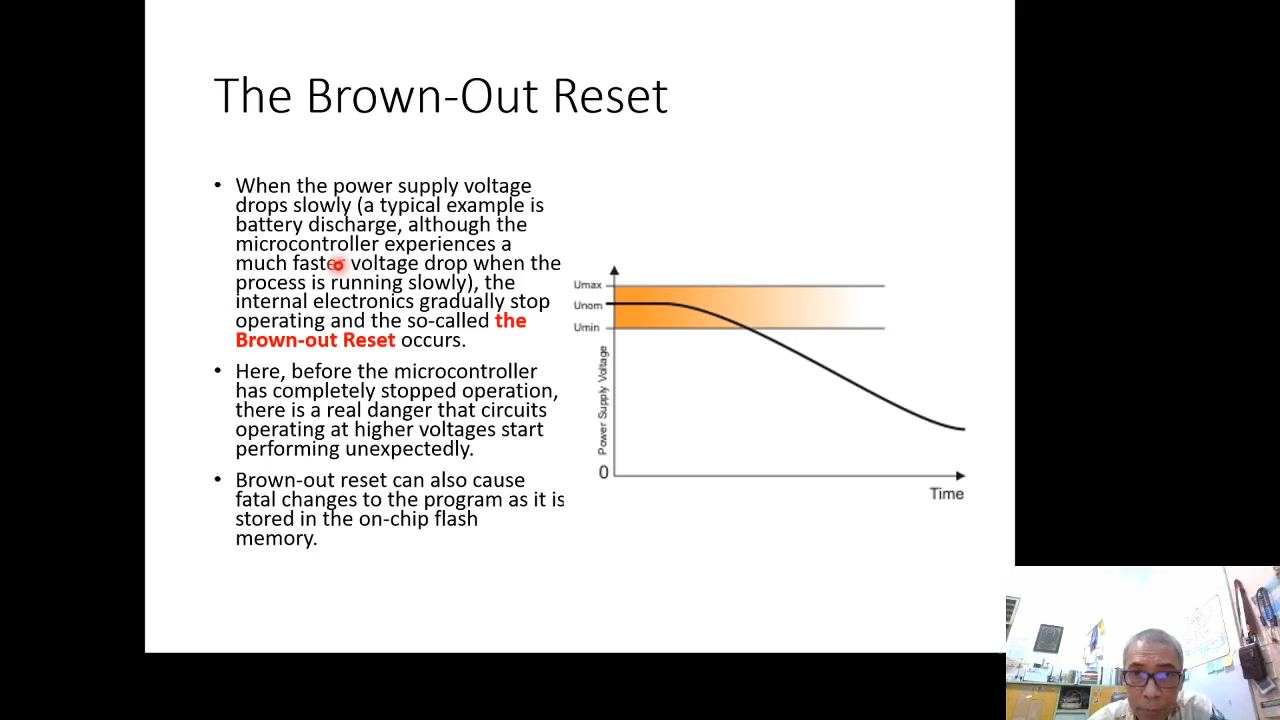 The Brown-Out Reset
• When the power supply voltage
drops slowly (a typical example is
battery discharge, although the
microcontroller experiences a
much faster voltage drop when the
process is running slowly), the
internal electronics gradually stop
operating and the so-called the
Brown-out Reset occurs.
• Here, before the microcontroller
has completely stopped operation,
there is a real danger that circuits
operating at higher voltages start
performing unexpectedly.
• Brown-out reset can also cause
fatal changes to the program as it is
stored in the on-chip flash
memory.
Umax
Unom
Umin
Power Supply Voltage
0
Time